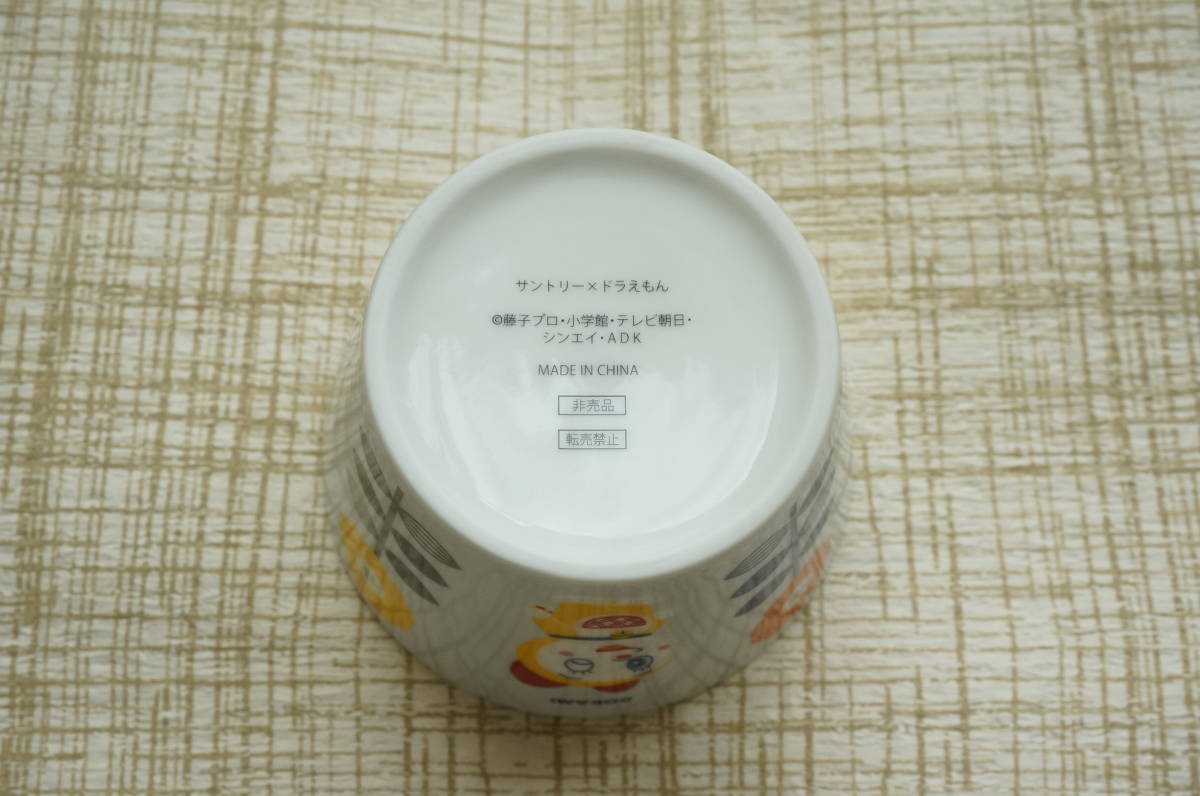 サントリー×ドラえもん
©藤子プロ・小学館・テレビ朝日・
シンエイ・ADK
MADE IN CHINA
非売品
転売禁止
DORAMI